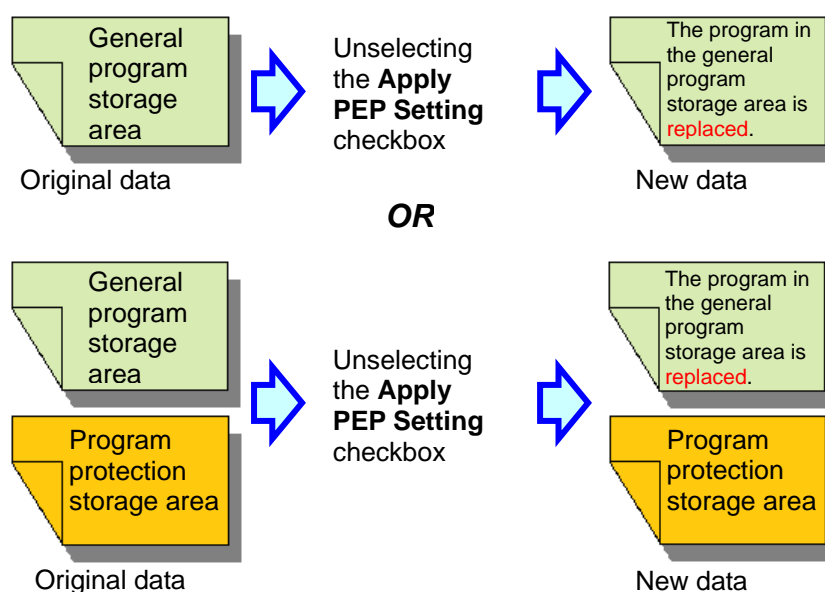 General
program
storage
area
Unselecting
the Apply
PEP Setting
checkbox
The program in
the general
program
storage area is
replaced.
Original data
New data
OR
General
program
storage
area
Program
protection
storage area
Unselecting
the Apply
PEP Setting
checkbox
The program in
the general
program
storage area is
replaced.
Program
protection
storage area
Original data
New data